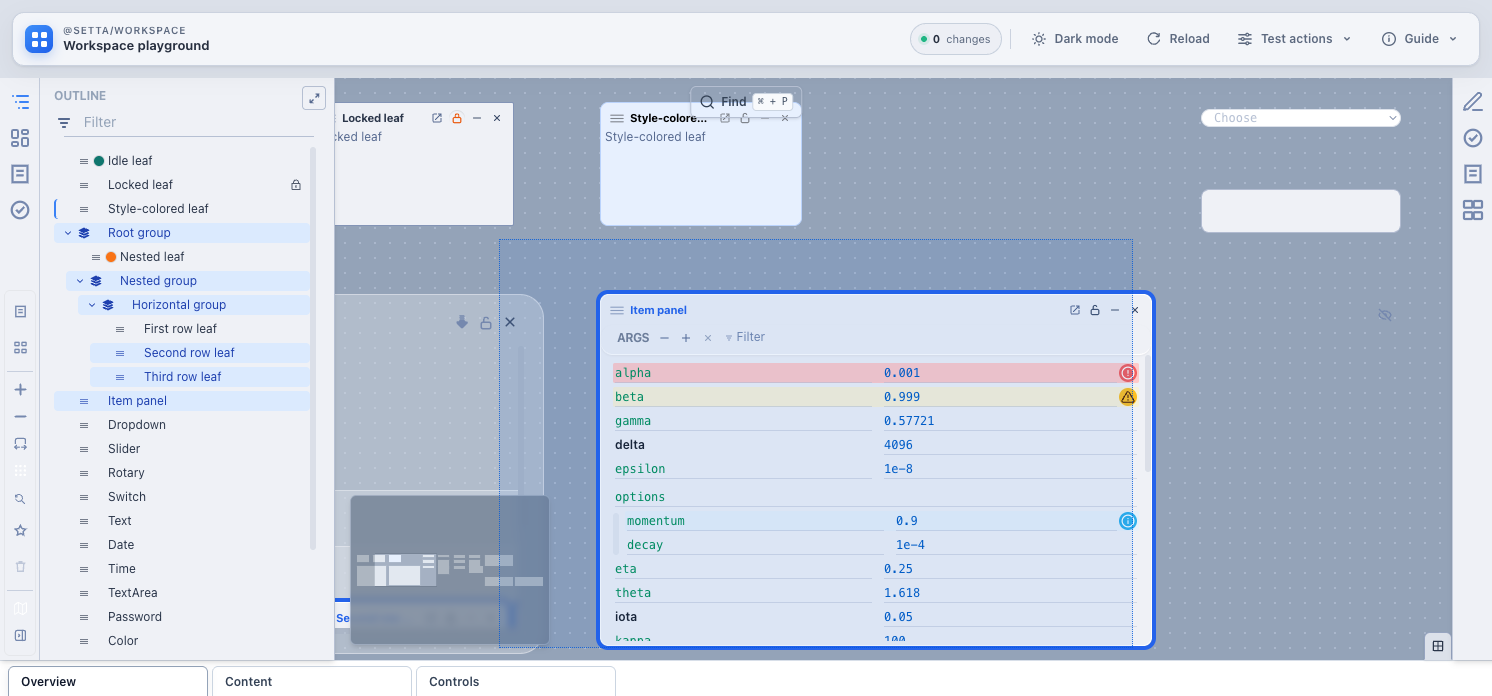 @SETTA/WORKSPACE
Workspace playground
0 changes
Dark mode
Reload
Test actions
Guide
OUTLINE
Filter
Idle leaf
Locked leaf
Style-colored leaf
Root group
Nested leaf
Nested group
Horizontal group
First row leaf
Second row leaf
Third row leaf
Item panel
Dropdown
Slider
Rotary
Switch
Text
Date
Time
TextArea
Password
Color
Locked leaf
cked leaf
Find ⌘ + P
Style-colore...
Style-colored leaf
Choose
Item panel
ARGS
Filter
alpha 0.001
beta 0.999
gamma 0.57721
delta 4096
epsilon 1e-8
options
momentum 0.9
decay 1e-4
eta 0.25
theta 1.618
iota 0.05
kappa 100
Se
Overview
Content
Controls